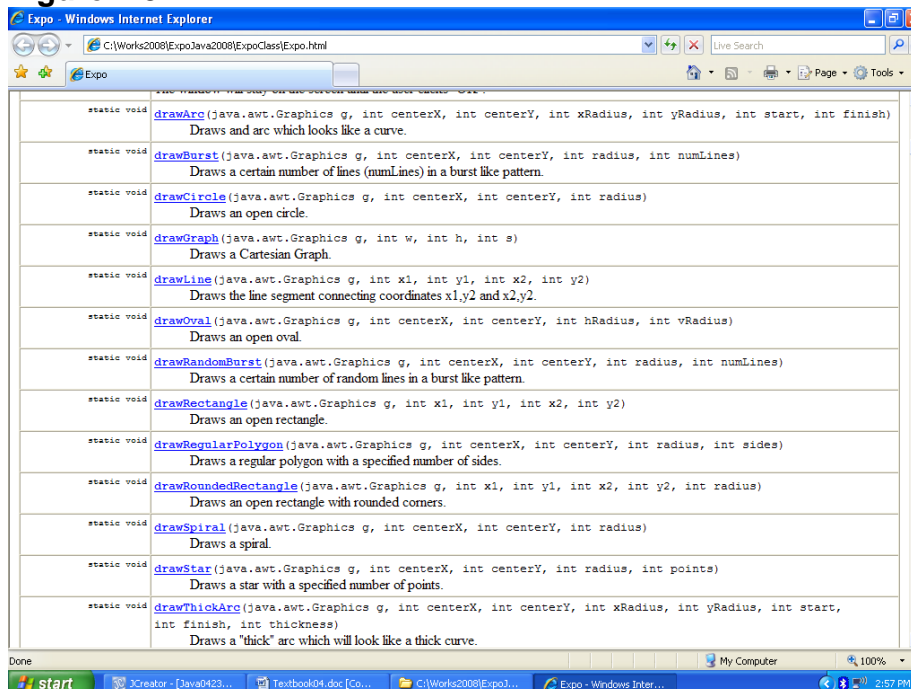 Expo - Windows Internet Explorer
C:\Works2008\ExpoJava2008\ExpoClass\Expo.html
Live Search
Expo
Page
Tools
static void drawArc(java.awt.Graphics g, int centerX, int centerY, int xRadius, int yRadius, int start, int finish)
Draws and arc which looks like a curve.
static void drawBurst(java.awt.Graphics g, int centerX, int centerY, int radius, int numLines)
Draws a certain number of lines (numLines) in a burst like pattern.
static void drawCircle(java.awt.Graphics g, int centerX, int centerY, int radius)
Draws an open circle.
static void drawGraph(java.awt.Graphics g, int w, int h, int s)
Draws a Cartesian Graph.
static void drawLine(java.awt.Graphics g, int x1, int y1, int x2, int y2)
Draws the line segment connecting coordinates x1,y2 and x2,y2.
static void drawOval(java.awt.Graphics g, int centerX, int centerY, int hRadius, int vRadius)
Draws an open oval.
static void drawRandomBurst(java.awt.Graphics g, int centerX, int centerY, int radius, int numLines)
Draws a certain number of random lines in a burst like pattern.
static void drawRectangle(java.awt.Graphics g, int x1, int y1, int x2, int y2)
Draws an open rectangle.
static void drawRegularPolygon(java.awt.Graphics g, int centerX, int centerY, int radius, int sides)
Draws a regular polygon with a specified number of sides.
static void drawRoundedRectangle(java.awt.Graphics g, int x1, int y1, int x2, int y2, int radius)
Draws an open rectangle with rounded corners.
static void drawSpiral(java.awt.Graphics g, int centerX, int centerY, int radius)
Draws a spiral.
static void drawStar(java.awt.Graphics g, int centerX, int centerY, int radius, int points)
Draws a star with a specified number of points.
static void drawThickArc(java.awt.Graphics g, int centerX, int centerY, int xRadius, int yRadius, int start,
int finish, int thickness)
Draws a "thick" arc which will look like a thick curve.
Done
My Computer
100%
start
JCreator - [Java0423...
Textbook04.doc [Co...
C:\Works2008\ExpoJ...
Expo - Windows Inter...
2:57 PM